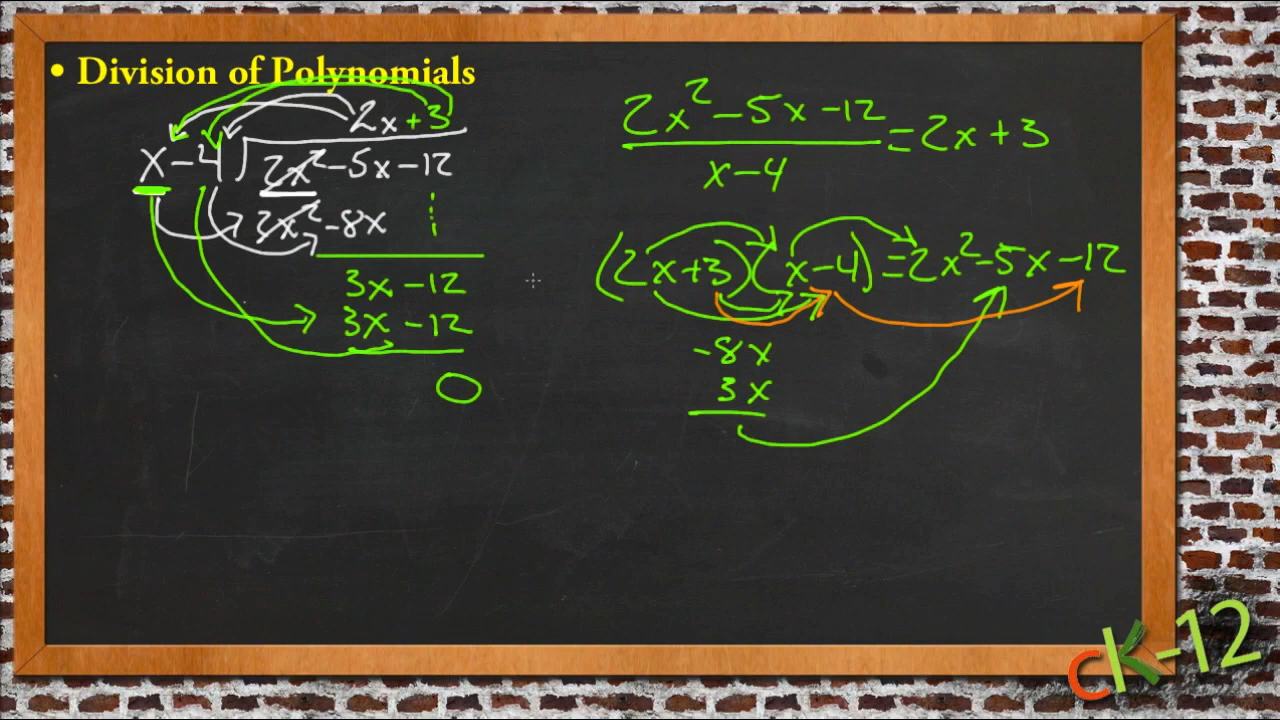 • Division of Polynomials
2x+3
x-4)2x²-5x-12
3x²-8x
3x-12
3x-12
0
2x²-5x-12
x-4
=2x+3
(2x+3)(x-4)=2x²-5x-12
-8x
3x
CK-12